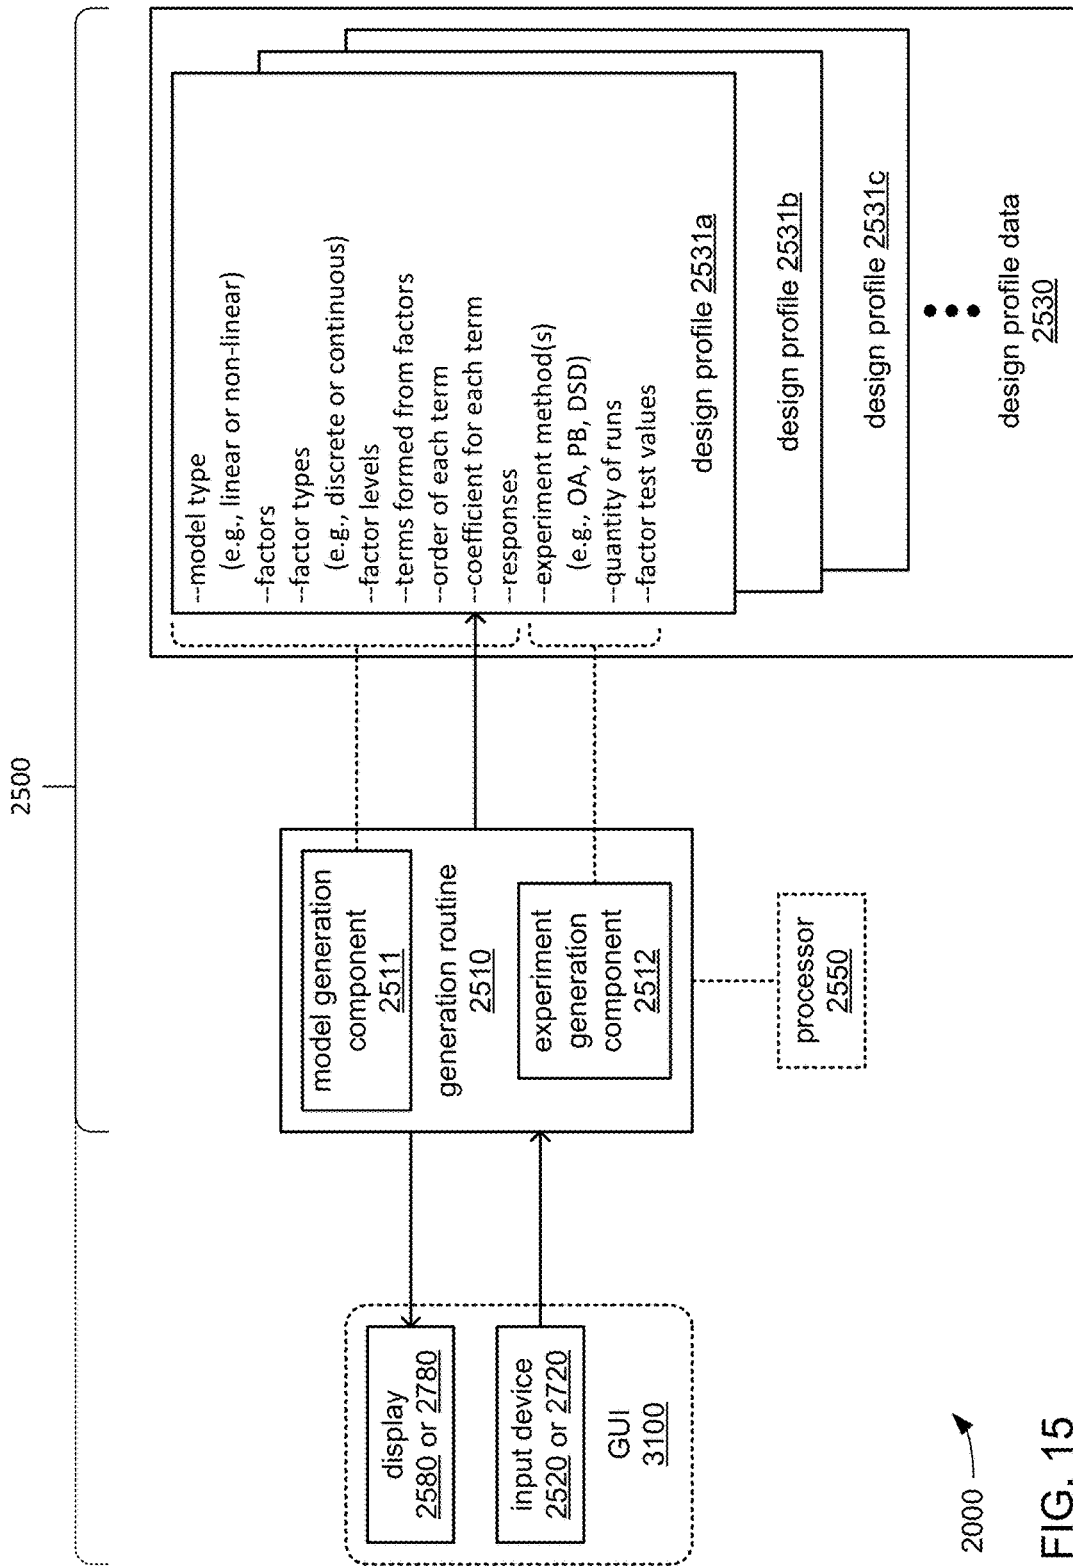 2500
display
2580 or 2780
input device
2520 or 2720
GUI
3100
model generation
component
2511
generation routine
2510
experiment
generation
component
2512
processor
2550
--model type
(e.g., linear or non-linear)
--factors
--factor types
(e.g., discrete or continuous)
--factor levels
--terms formed from factors
--order of each term
--coefficient for each term
--responses
--experiment method(s)
(e.g., OA, PB, DSD)
--quantity of runs
--factor test values
design profile 2531a
design profile 2531b
design profile 2531c
design profile data
2530
2000
FIG. 15